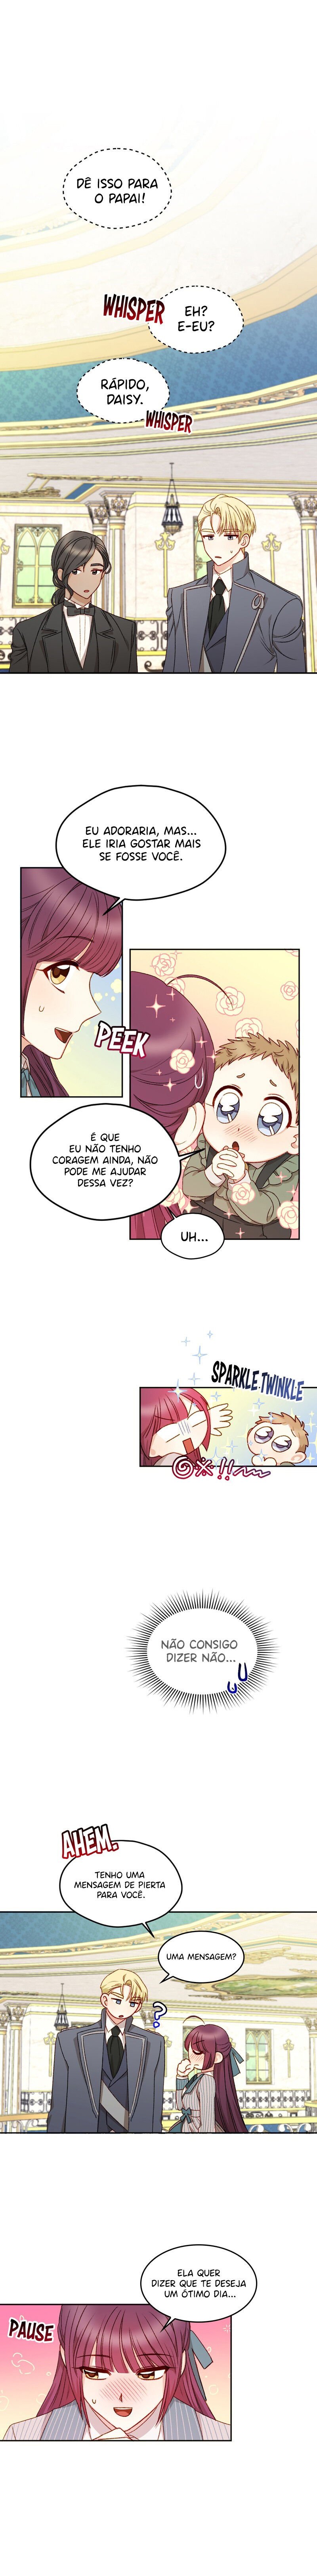 DÊ ISSO PARA
O PAPAI!
WHISPER
EH?
E-EU?
RÁPIDO,
DAISY.
WHISPER
EU ADORARIA, MAS...
ELE IRIA GOSTAR MAIS
SE FOSSE VOCÊ.
PEEK
É QUE
EU NÃO TENHO
CORAGEM AINDA, NÃO
PODE ME AJUDAR
DESSA VEZ?
UH...
SPARKLE TWINKLE
NÃO CONSIGO
DIZER NÃO...
AHEM.
TENHO UMA
MENSAGEM DE PIERTA
PARA VOCÊ.
UMA MENSAGEM?
?
ELA QUER
DIZER QUE TE DESEJA
UM ÓTIMO DIA...
PAUSE